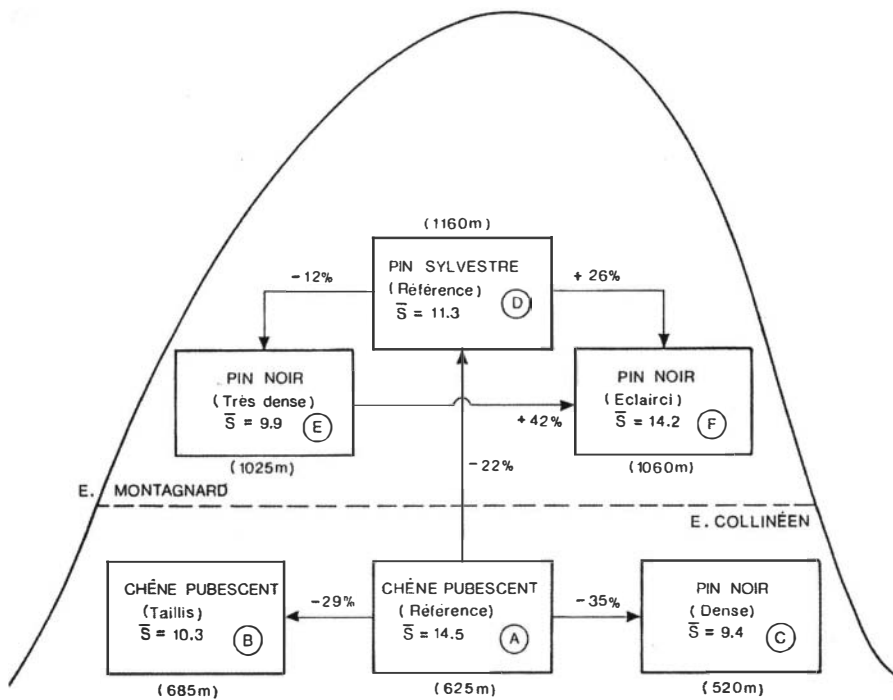 (1160m)
PIN SYLVESTRE
(Référence)
S̅ = 11.3
D
-12%
+ 26%
PIN NOIR
(Très dense)
S̅ = 9.9
E
(1025m)
PIN NOIR
(Eclairci)
S̅ = 14.2
F
(1060m)
+42%
-22%
E. MONTAGNARD
E. COLLINÉEN
CHÊNE PUBESCENT
(Taillis)
S̅ = 10.3
B
(685m)
-29%
CHÊNE PUBESCENT
(Référence)
S̅ = 14.5
A
(625m)
-35%
PIN NOIR
(Dense)
S̅ = 9.4
C
(520m)